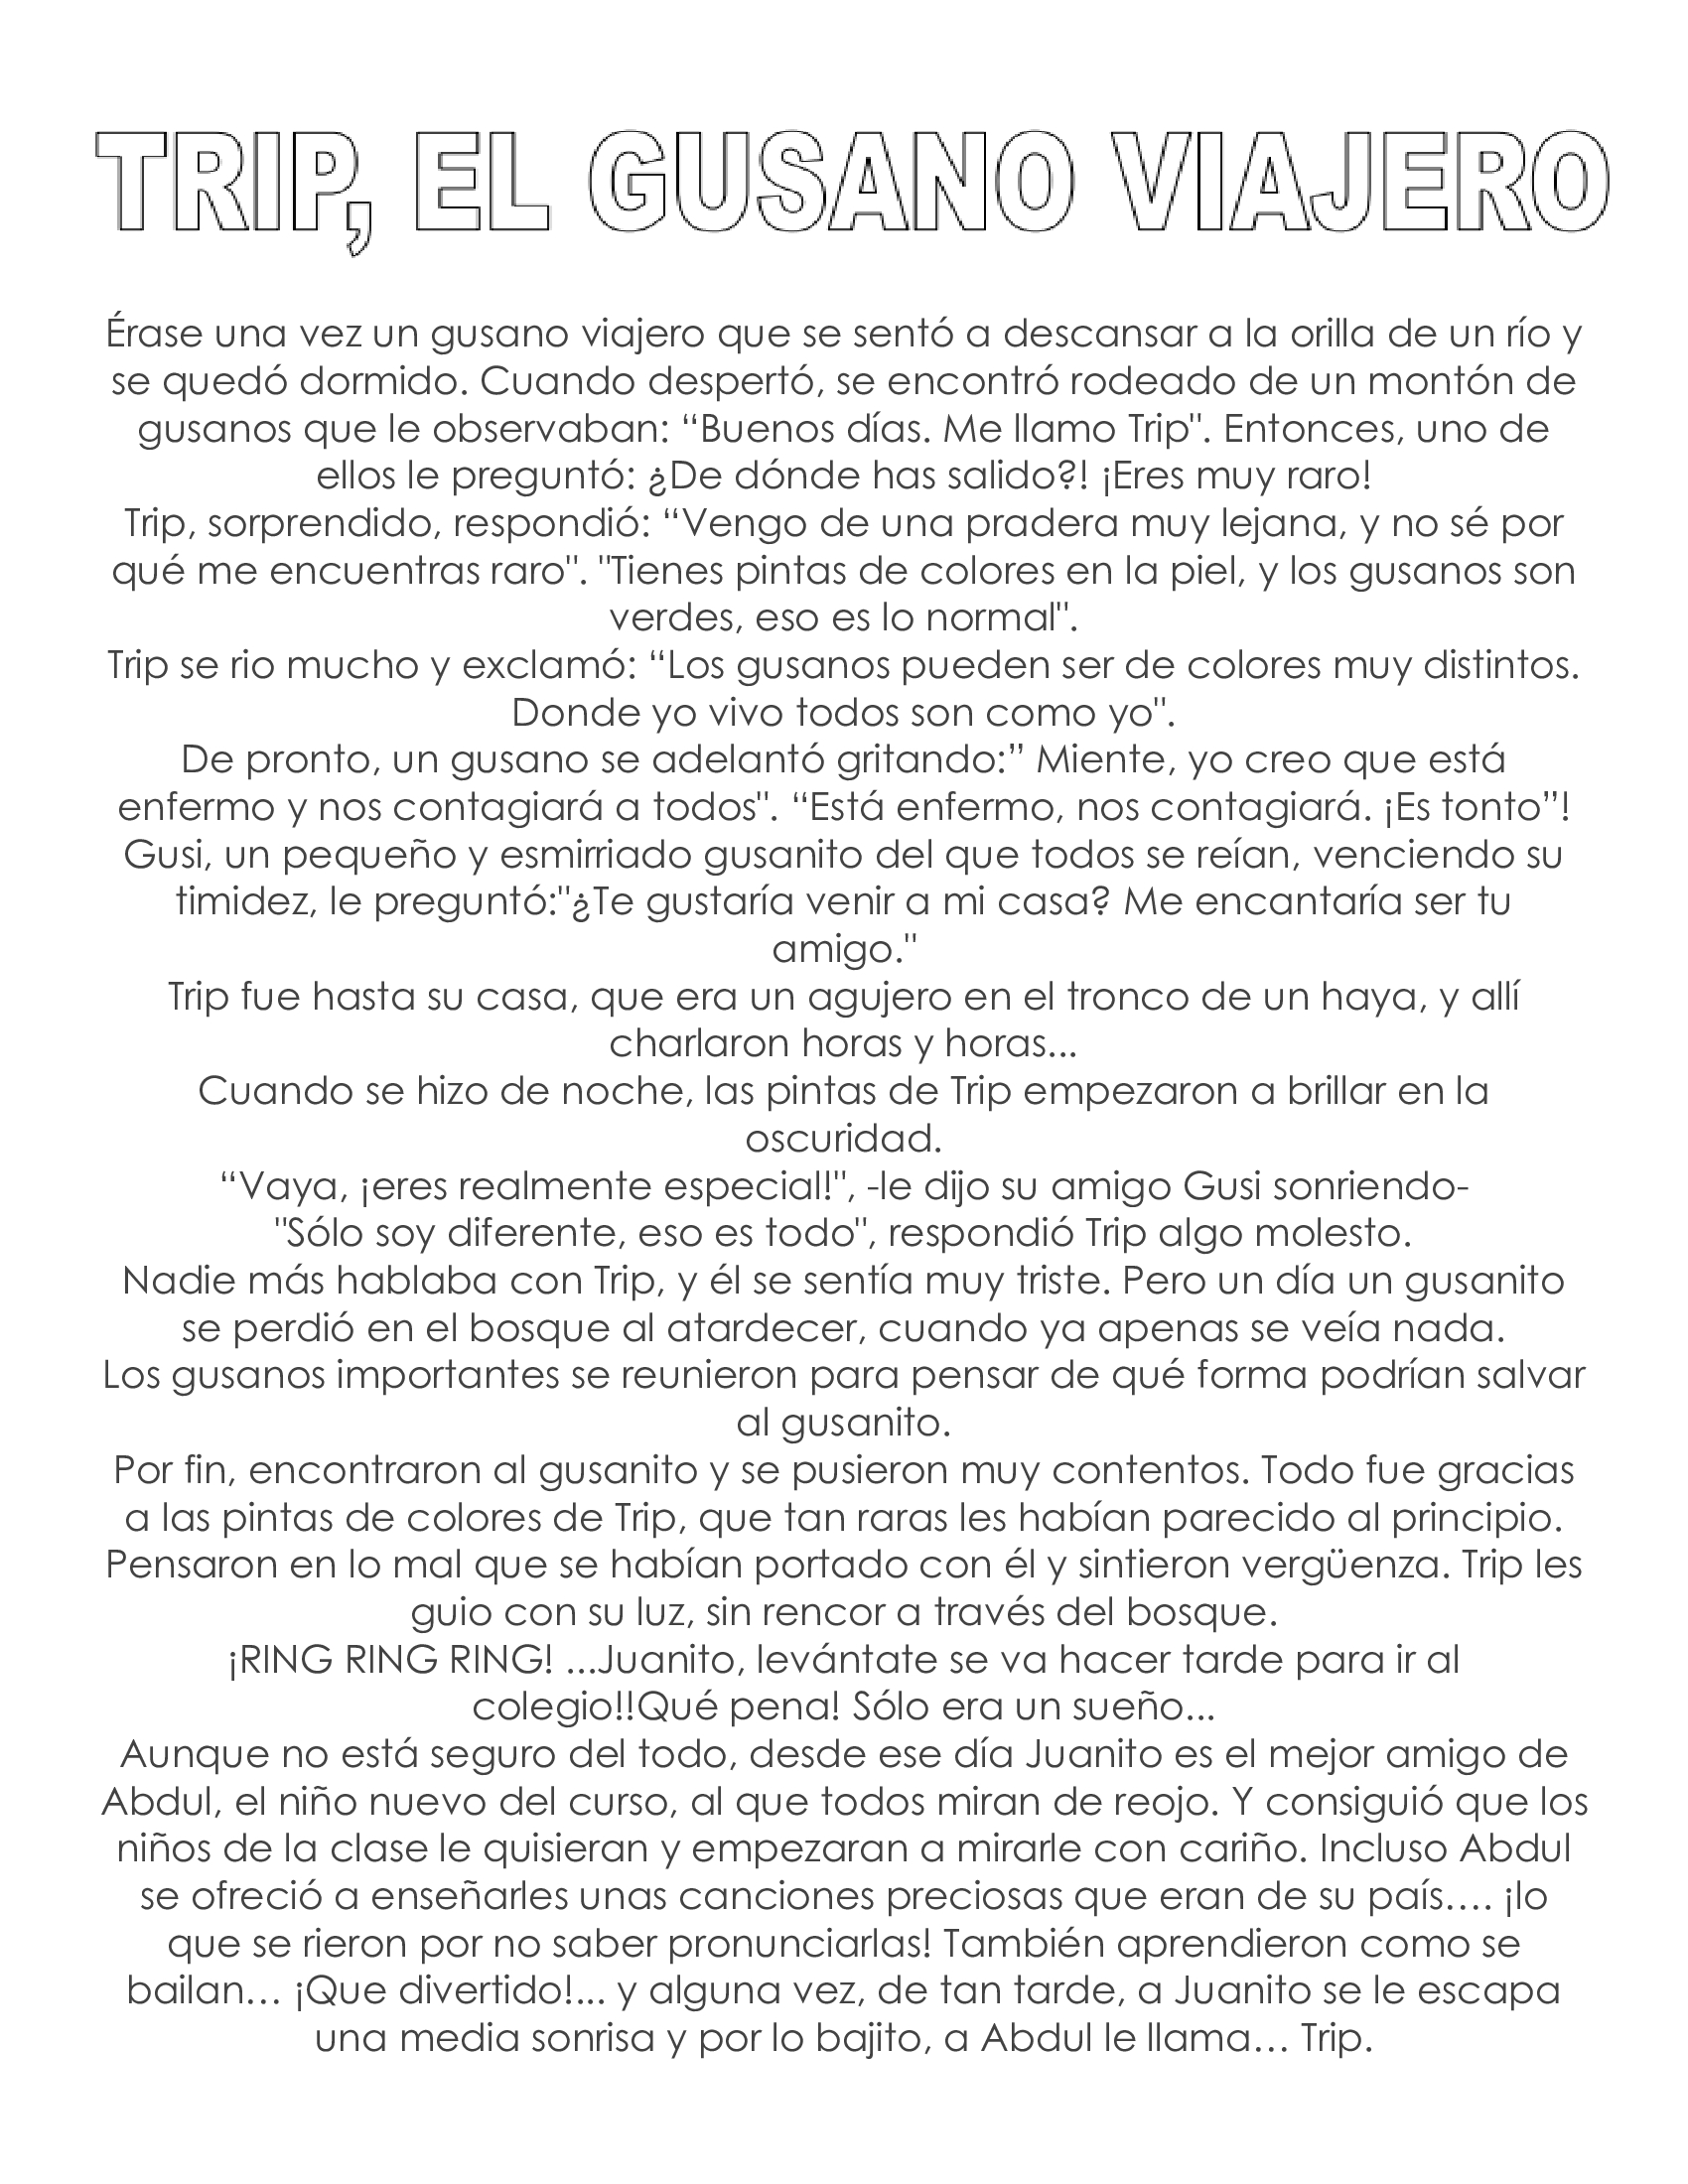 TRIP, EL GUSANO VIAJERO
Érase una vez un gusano viajero que se sentó a descansar a la orilla de un río y
se quedó dormido. Cuando despertó, se encontró rodeado de un montón de
gusanos que le observaban: “Buenos días. Me llamo Trip". Entonces, uno de
ellos le preguntó: ¿De dónde has salido?! ¡Eres muy raro!
Trip, sorprendido, respondió: “Vengo de una pradera muy lejana, y no sé por
qué me encuentras raro". "Tienes pintas de colores en la piel, y los gusanos son
verdes, eso es lo normal".
Trip se rio mucho y exclamó: “Los gusanos pueden ser de colores muy distintos.
Donde yo vivo todos son como yo".
De pronto, un gusano se adelantó gritando:” Miente, yo creo que está
enfermo y nos contagiará a todos". “Está enfermo, nos contagiará. ¡Es tonto”!
Gusi, un pequeño y esmirriado gusanito del que todos se reían, venciendo su
timidez, le preguntó:"¿Te gustaría venir a mi casa? Me encantaría ser tu
amigo."
Trip fue hasta su casa, que era un agujero en el tronco de un haya, y allí
charlaron horas y horas...
Cuando se hizo de noche, las pintas de Trip empezaron a brillar en la
oscuridad.
“Vaya, ¡eres realmente especial!", -le dijo su amigo Gusi sonriendo-
"Sólo soy diferente, eso es todo", respondió Trip algo molesto.
Nadie más hablaba con Trip, y él se sentía muy triste. Pero un día un gusanito
se perdió en el bosque al atardecer, cuando ya apenas se veía nada.
Los gusanos importantes se reunieron para pensar de qué forma podrían salvar
al gusanito.
Por fin, encontraron al gusanito y se pusieron muy contentos. Todo fue gracias
a las pintas de colores de Trip, que tan raras les habían parecido al principio.
Pensaron en lo mal que se habían portado con él y sintieron vergüenza. Trip les
guio con su luz, sin rencor a través del bosque.
¡RING RING RING! ...Juanito, levántate se va hacer tarde para ir al
colegio!!Qué pena! Sólo era un sueño...
Aunque no está seguro del todo, desde ese día Juanito es el mejor amigo de
Abdul, el niño nuevo del curso, al que todos miran de reojo. Y consiguió que los
niños de la clase le quisieran y empezaran a mirarle con cariño. Incluso Abdul
se ofreció a enseñarles unas canciones preciosas que eran de su país…. ¡lo
que se rieron por no saber pronunciarlas! También aprendieron como se
bailan… ¡Que divertido!... y alguna vez, de tan tarde, a Juanito se le escapa
una media sonrisa y por lo bajito, a Abdul le llama… Trip.